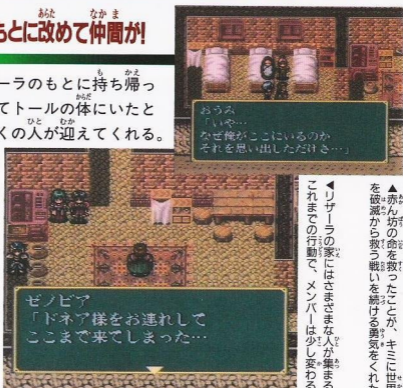 もとに改めて仲間が!
ーラのもとに持ち帰っ
てトールの体にいたと
くの人が迎えてくれる。
おうみ
「いや…
なぜ俺がここにいるのか
それを思い出しただけさ…」
▲赤ん坊の命を救ったことが、キミに世界
を破滅から救う戦いを続ける勇気をくれた
◀リザーラの家にはさまざまな人が集まる
これまでの行動で、メンバーは少し変わる
ゼノビア
「ドネア様をお連れして
ここまで来てしまった…